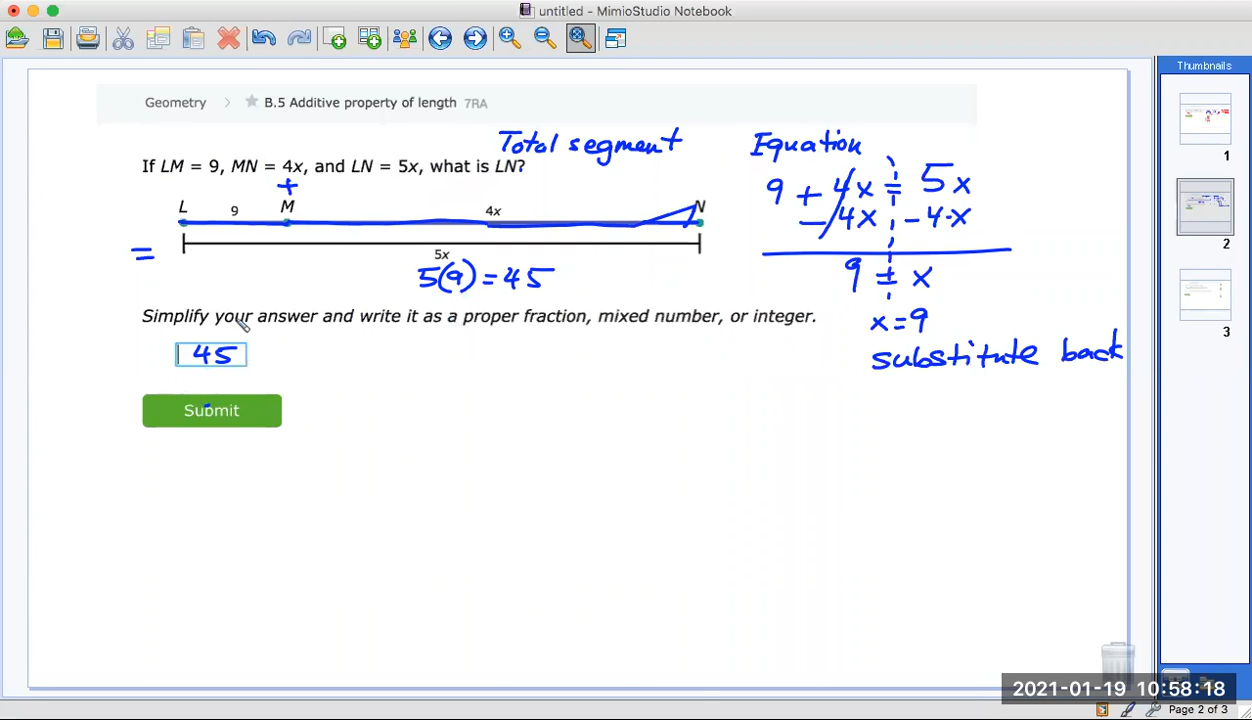 untitled - MimioStudio Notebook
Thumbnails
Geometry > B.5 Additive property of length 7RA
Total segment
Equation
If LM = 9, MN = 4x, and LN = 5x, what is LN?
+
9 + 4x = 5x
- 4x - 4x
L 9 M 4x N
=
5x
5(9) = 45
9 = x
x = 9
substitute back
Simplify your answer and write it as a proper fraction, mixed number, or integer.
45
Submit
1
2
3
2021-01-19 10:58:18
Page 2 of 3